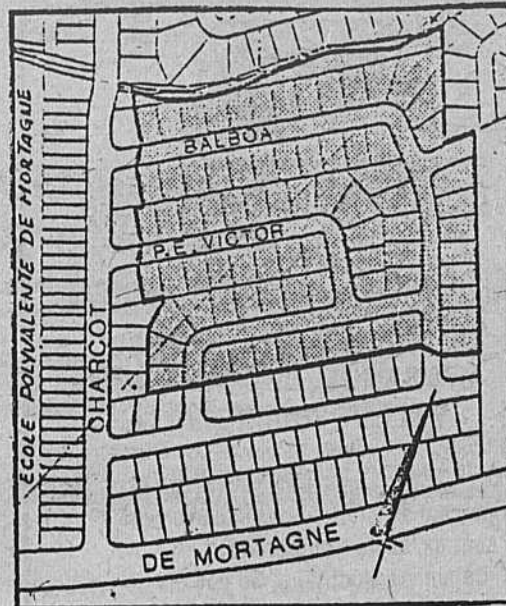 ECOLE POLYVALENTE DE MORTAGNE
CHARCOT
BALBOA
P.E. VICTOR
DE MORTAGNE